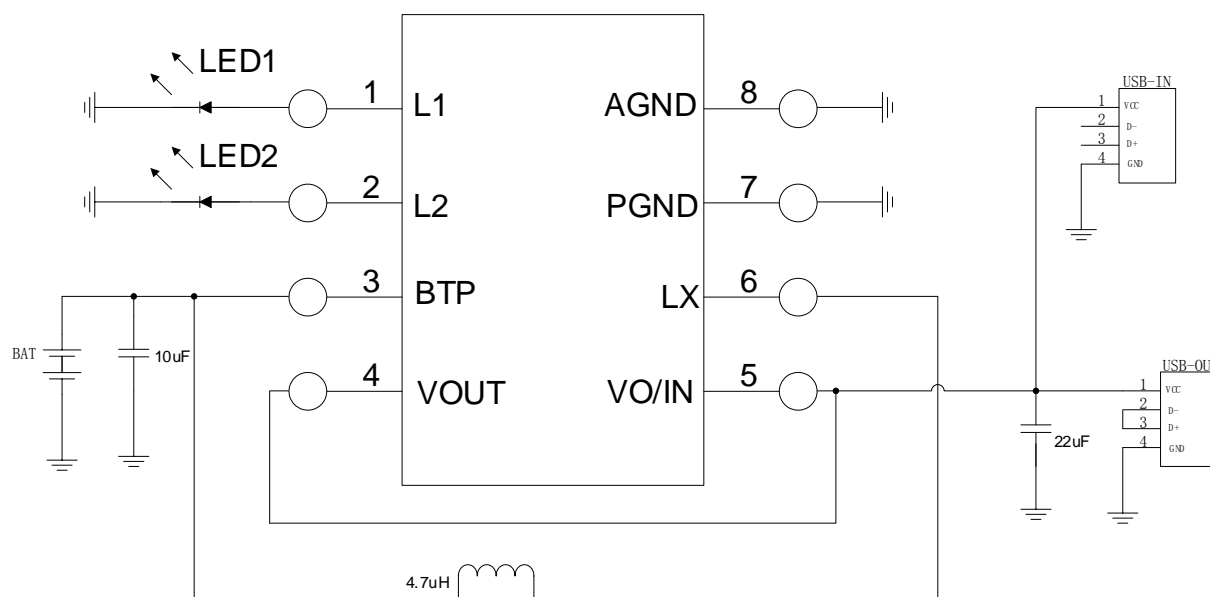 LED1
1 L1
LED2
2 L2
3 BTP
4 VOUT
AGND 8
PGND 7
LX 6
VO/IN 5
BAT
10uF
4.7uH
22uF
USB-IN
1 VCC
2 D-
3 D+
4 GND
USB-OU
1 VCC
2 D-
3 D+
4 GND